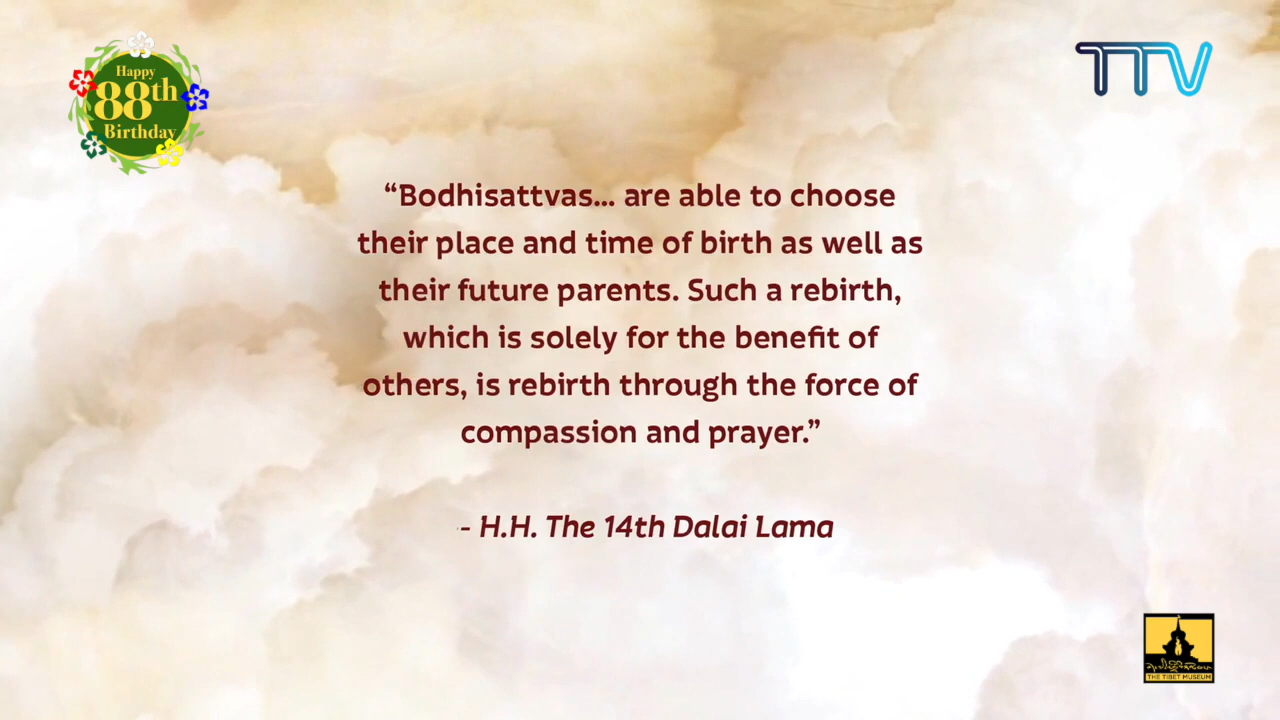 Happy
88th
Birthday
TTV
“Bodhisattvas... are able to choose
their place and time of birth as well as
their future parents. Such a rebirth,
which is solely for the benefit of
others, is rebirth through the force of
compassion and prayer.”
- H.H. The 14th Dalai Lama
THE TIBET MUSEUM